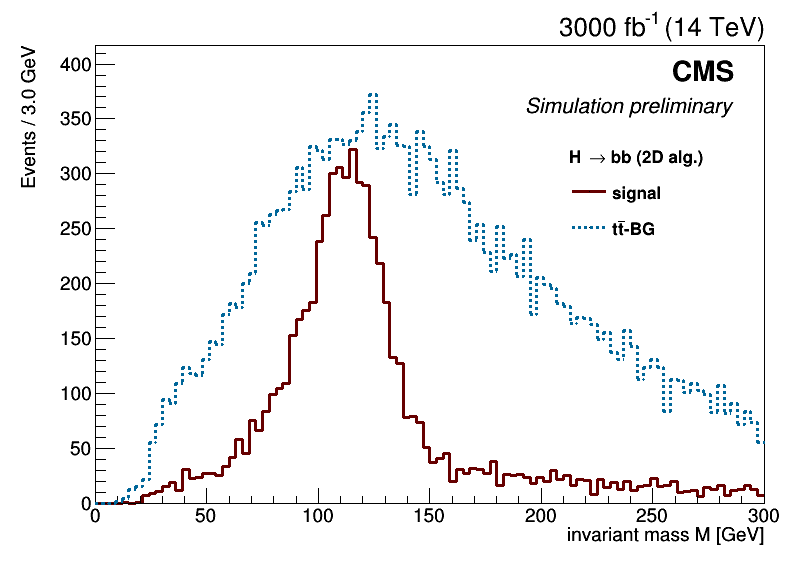 3000 fb⁻¹ (14 TeV)
Events / 3.0 GeV
CMS
Simulation preliminary
H → bb (2D alg.)
signal
tt̄-BG
400
350
300
250
200
150
100
50
0
0 50 100 150 200 250 300
invariant mass M [GeV]